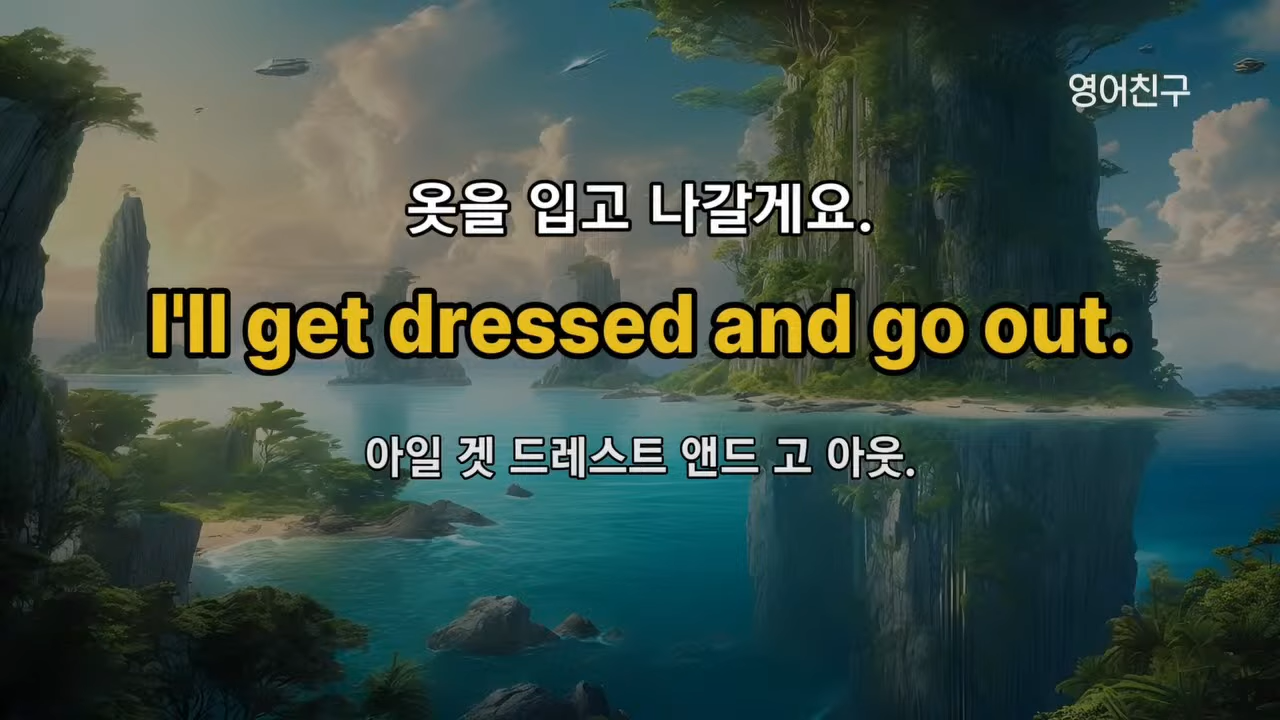 영어친구
옷을 입고 나갈게요.
I'll get dressed and go out.
아일 겟 드레스트 앤드 고 아웃.